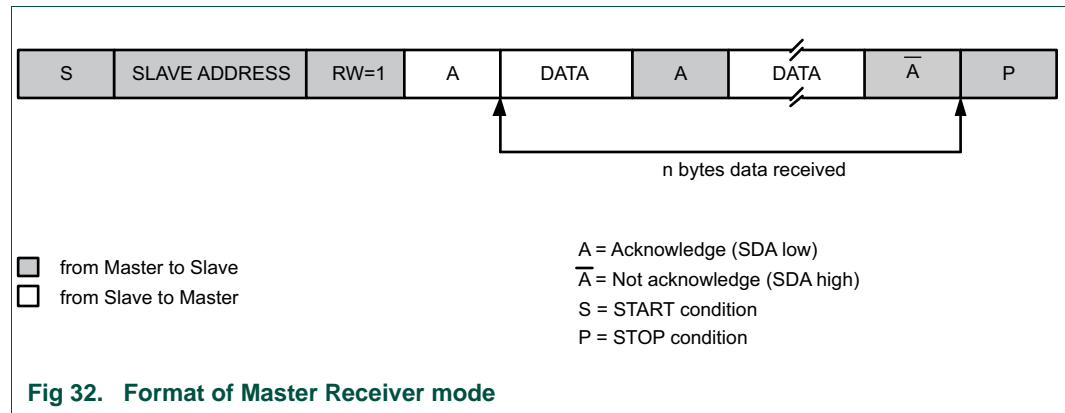 S SLAVE ADDRESS RW=1 A DATA A DATA A̅ P
n bytes data received
from Master to Slave
from Slave to Master
A = Acknowledge (SDA low)
A̅ = Not acknowledge (SDA high)
S = START condition
P = STOP condition
Fig 32. Format of Master Receiver mode